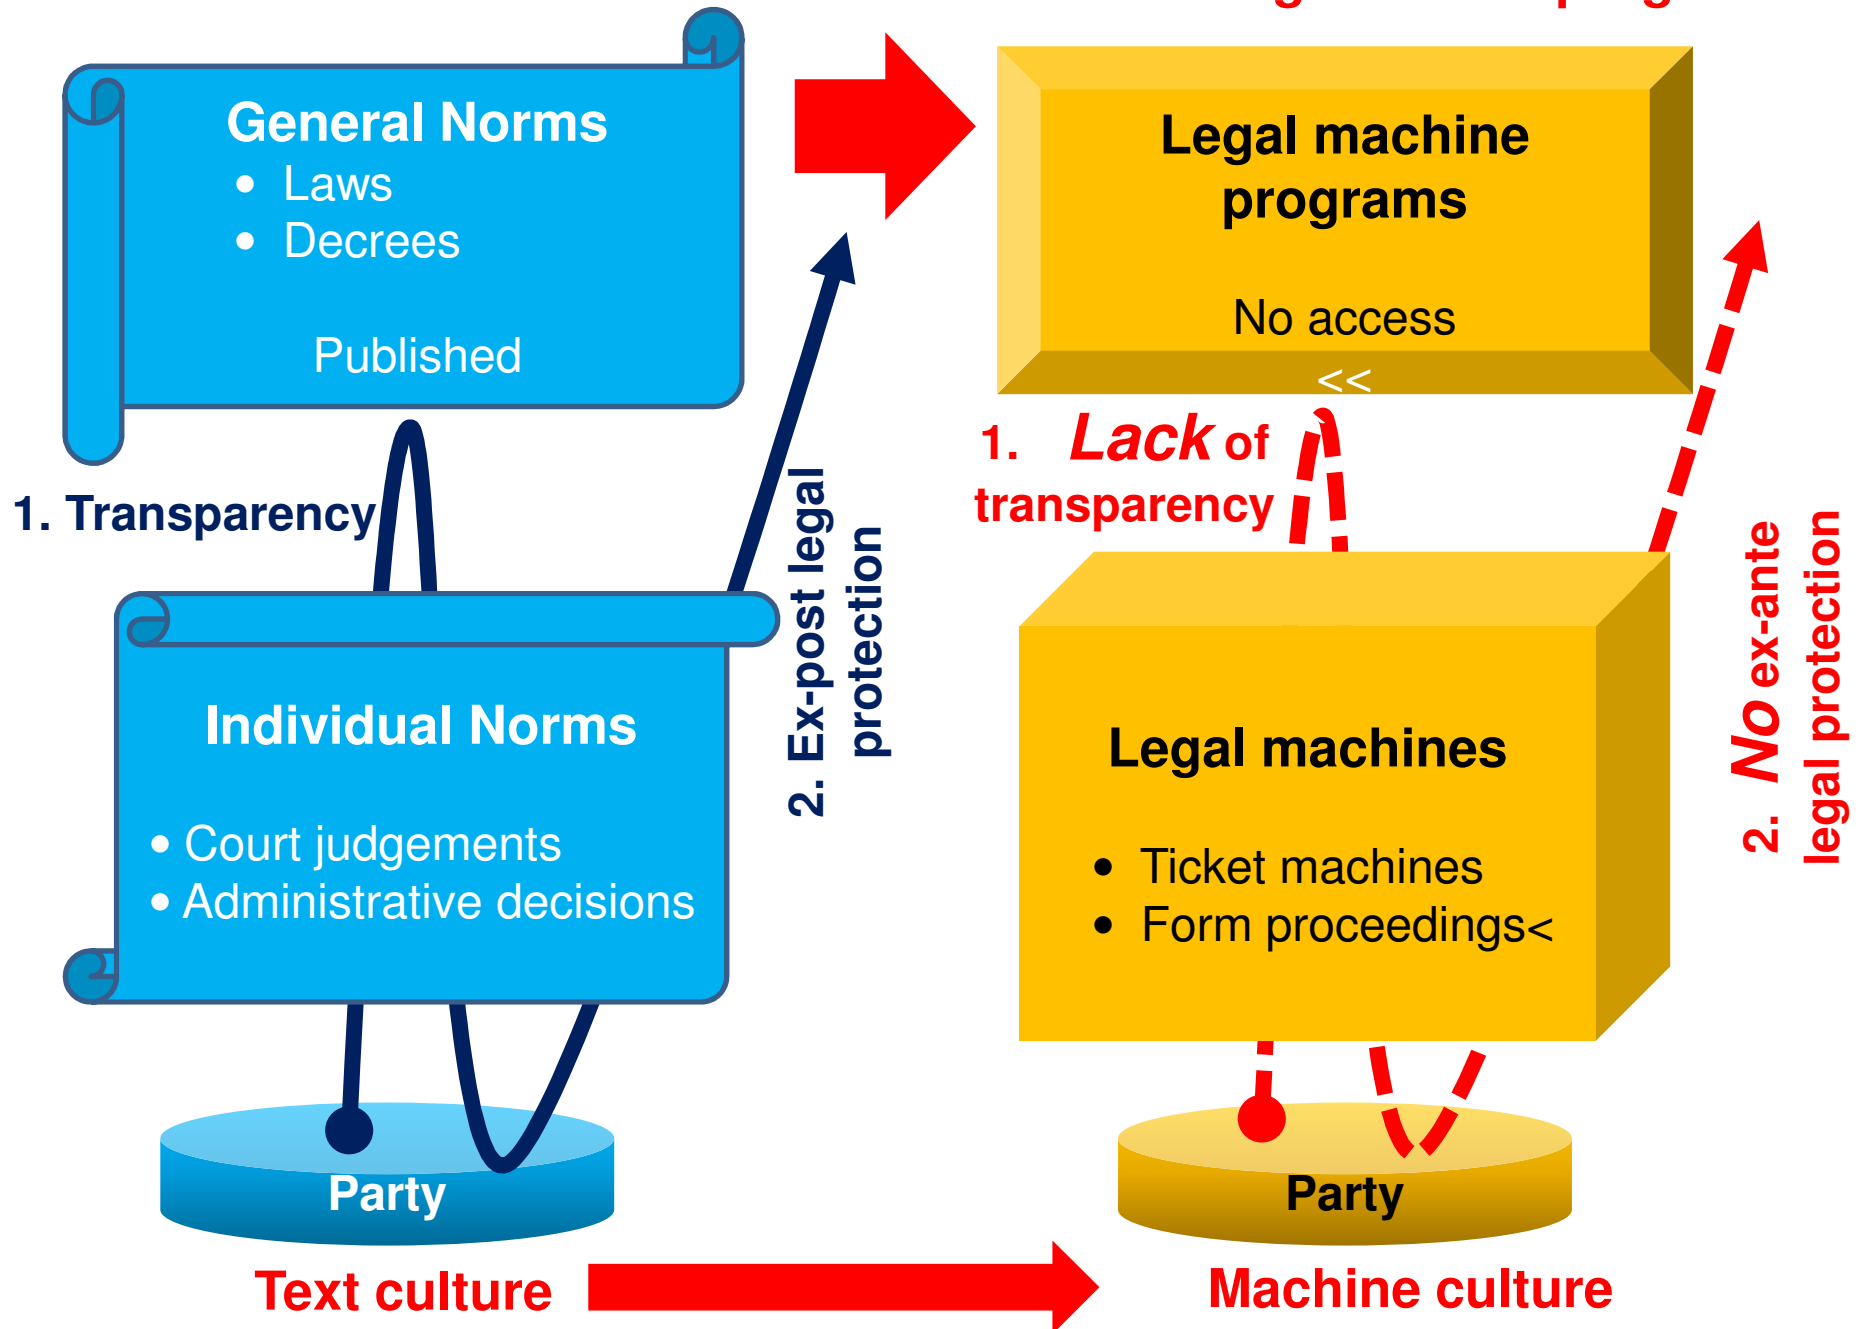 General Norms
• Laws
• Decrees
Published
1. Transparency
2. Ex-post legal
protection
Individual Norms
• Court judgements
• Administrative decisions
Party
Text culture
Legal machine
programs
No access
<<
1. Lack of
transparency
2. No ex-ante
legal protection
Legal machines
• Ticket machines
• Form proceedings<
Party
Machine culture